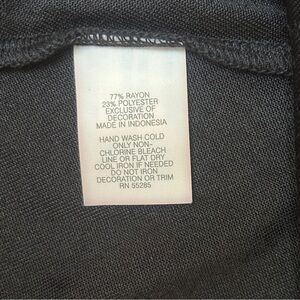 77% RAYON
23% POLYESTER
EXCLUSIVE OF
DECORATION
MADE IN INDONESIA
HAND WASH COLD
ONLY NON-
CHLORINE BLEACH
LINE OR FLAT DRY
COOL IRON IF NEEDED
DO NOT IRON
DECORATION OR TRIM
RN 55285